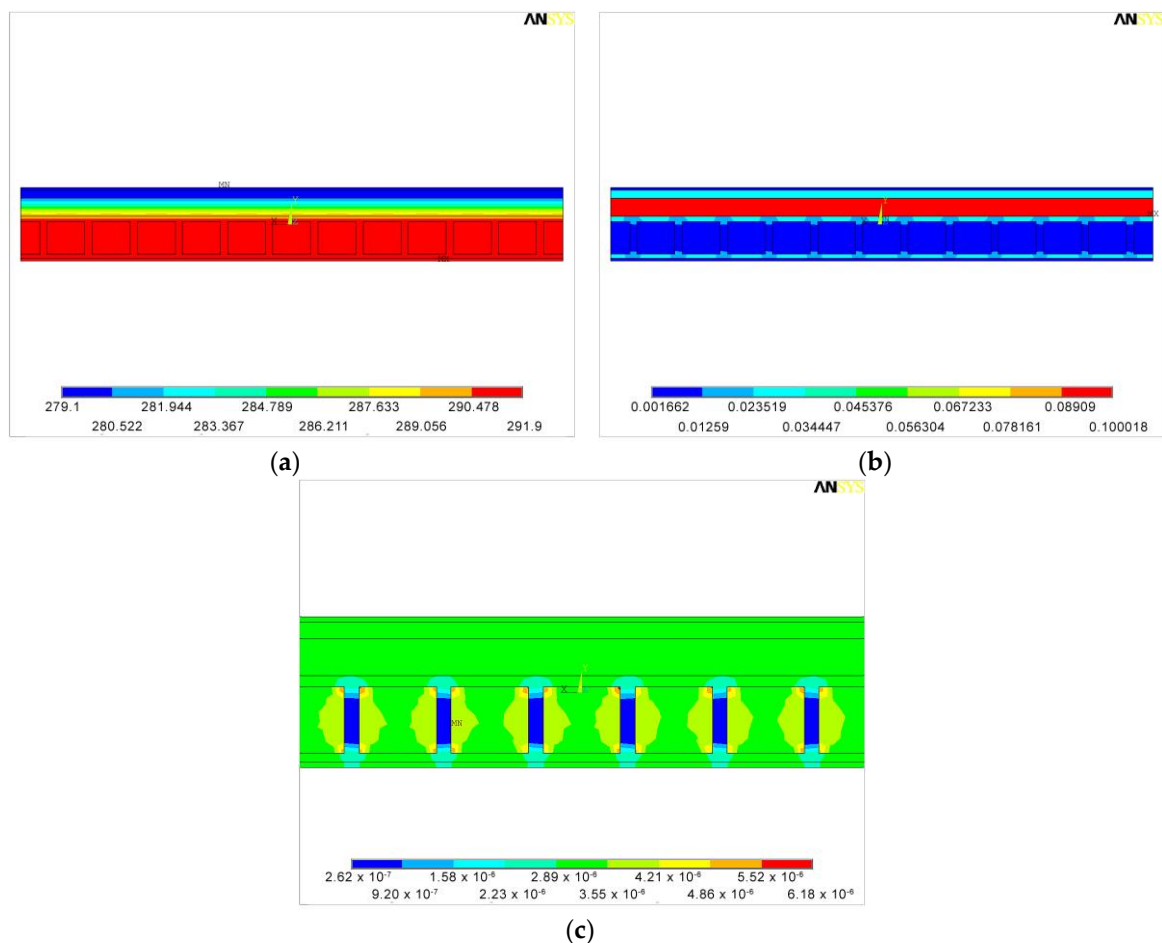 ANSYS
ANSYS
MN
Y
X
279.1 281.944 284.789 287.633 290.478
280.522 283.367 286.211 289.056 291.9
Y
X
0.001662 0.023519 0.045376 0.067233 0.08909
0.01259 0.034447 0.056304 0.078161 0.100018
(a)
(b)
ANSYS
Y
X
MN
2.62 x 10⁻⁷ 1.58 x 10⁻⁶ 2.89 x 10⁻⁶ 4.21 x 10⁻⁶ 5.52 x 10⁻⁶
9.20 x 10⁻⁷ 2.23 x 10⁻⁶ 3.55 x 10⁻⁶ 4.86 x 10⁻⁶ 6.18 x 10⁻⁶
(c)